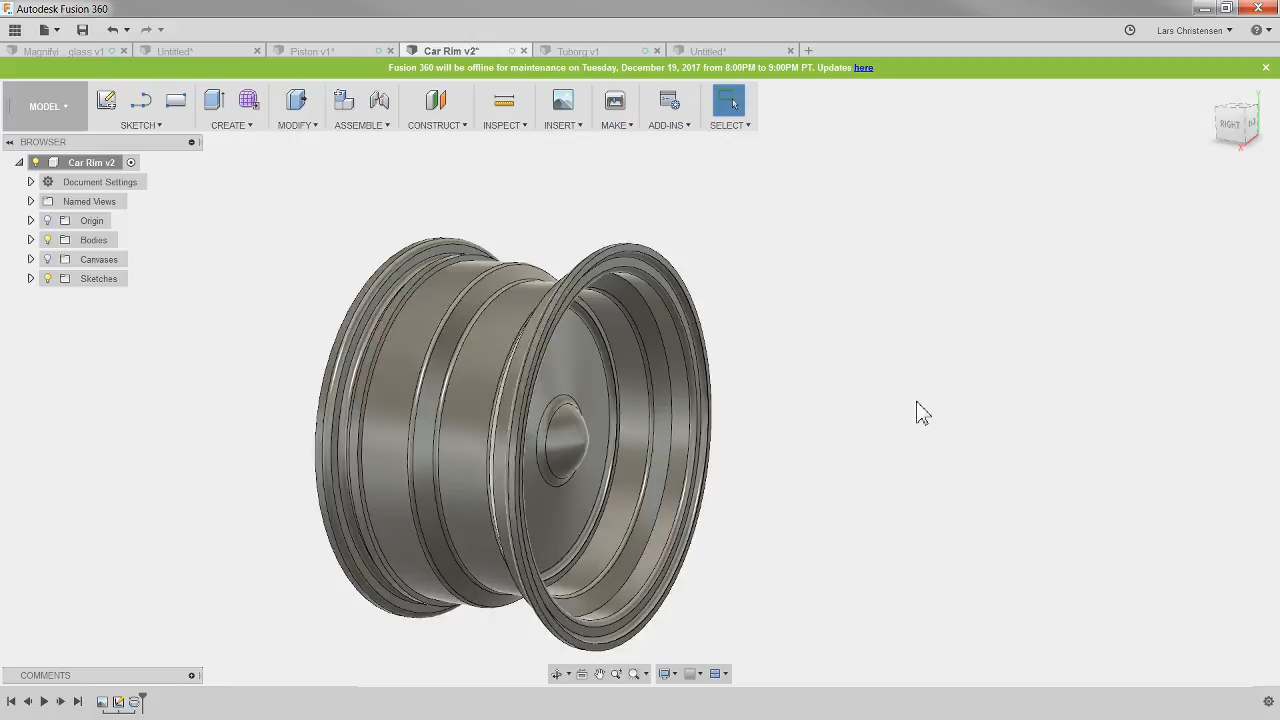 Autodesk Fusion 360
Lars Christensen
Magnifyi... glass v1 Untitled* Piston v1* Car Rim v2* Tuborg v1 Untitled*
Fusion 360 will be offline for maintenance on Tuesday, December 19, 2017 from 8:00PM to 9:00PM PT. Updates here
MODEL
SKETCH CREATE MODIFY ASSEMBLE CONSTRUCT INSPECT INSERT MAKE ADD-INS SELECT
Y
RIGHT
X
BROWSER
Car Rim v2
Document Settings
Named Views
Origin
Bodies
Canvases
Sketches
COMMENTS